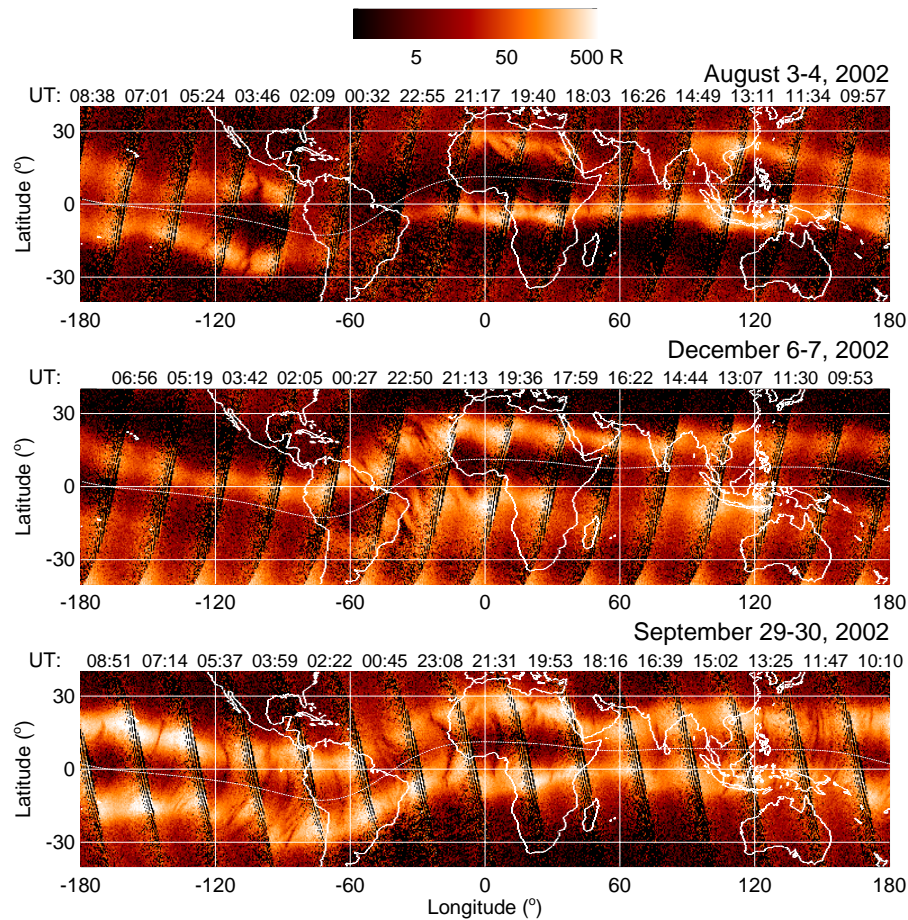 5 50 500 R
August 3-4, 2002
UT: 08:38 07:01 05:24 03:46 02:09 00:32 22:55 21:17 19:40 18:03 16:26 14:49 13:11 11:34 09:57
30
Latitude (°)
0
-30
-180 -120 -60 0 60 120 180
December 6-7, 2002
UT: 06:56 05:19 03:42 02:05 00:27 22:50 21:13 19:36 17:59 16:22 14:44 13:07 11:30 09:53
30
Latitude (°)
0
-30
-180 -120 -60 0 60 120 180
September 29-30, 2002
UT: 08:51 07:14 05:37 03:59 02:22 00:45 23:08 21:31 19:53 18:16 16:39 15:02 13:25 11:47 10:10
30
Latitude (°)
0
-30
-180 -120 -60 0 60 120 180
Longitude (°)